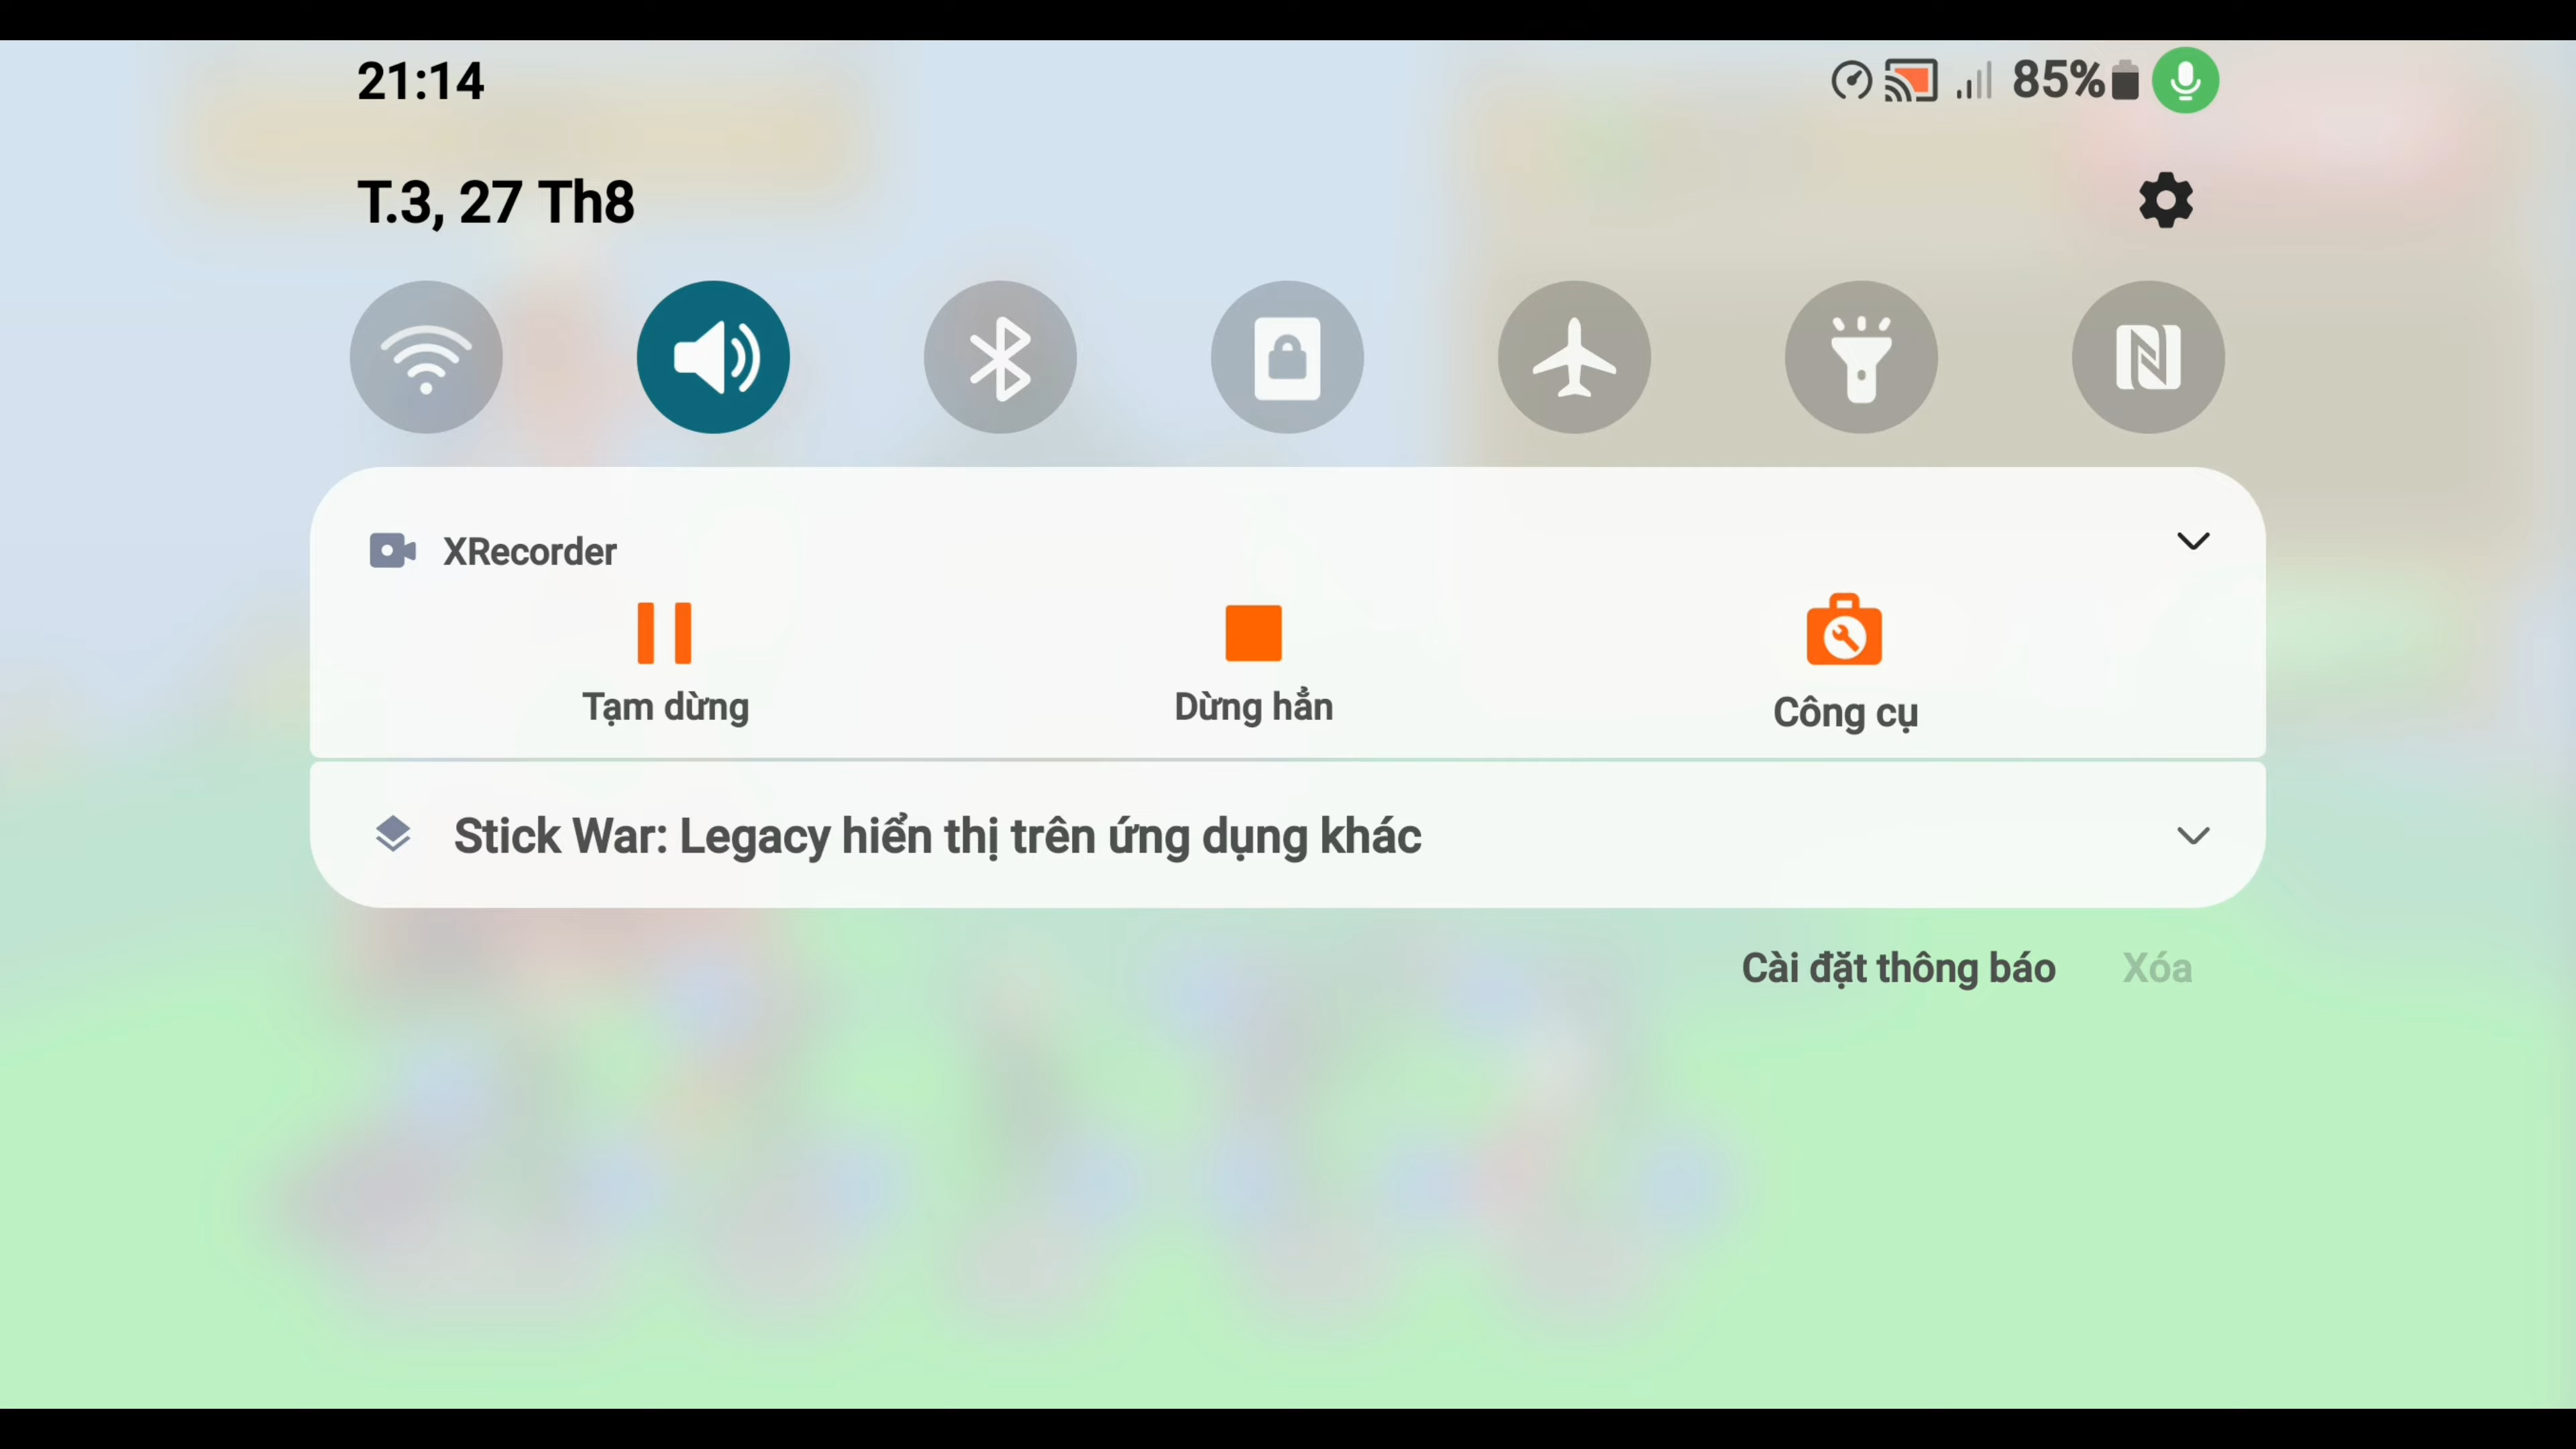 21:14
85%
T.3, 27 Th8
XRecorder
Tạm dừng
Dừng hẳn
Công cụ
Stick War: Legacy hiển thị trên ứng dụng khác
Cài đặt thông báo
Xóa